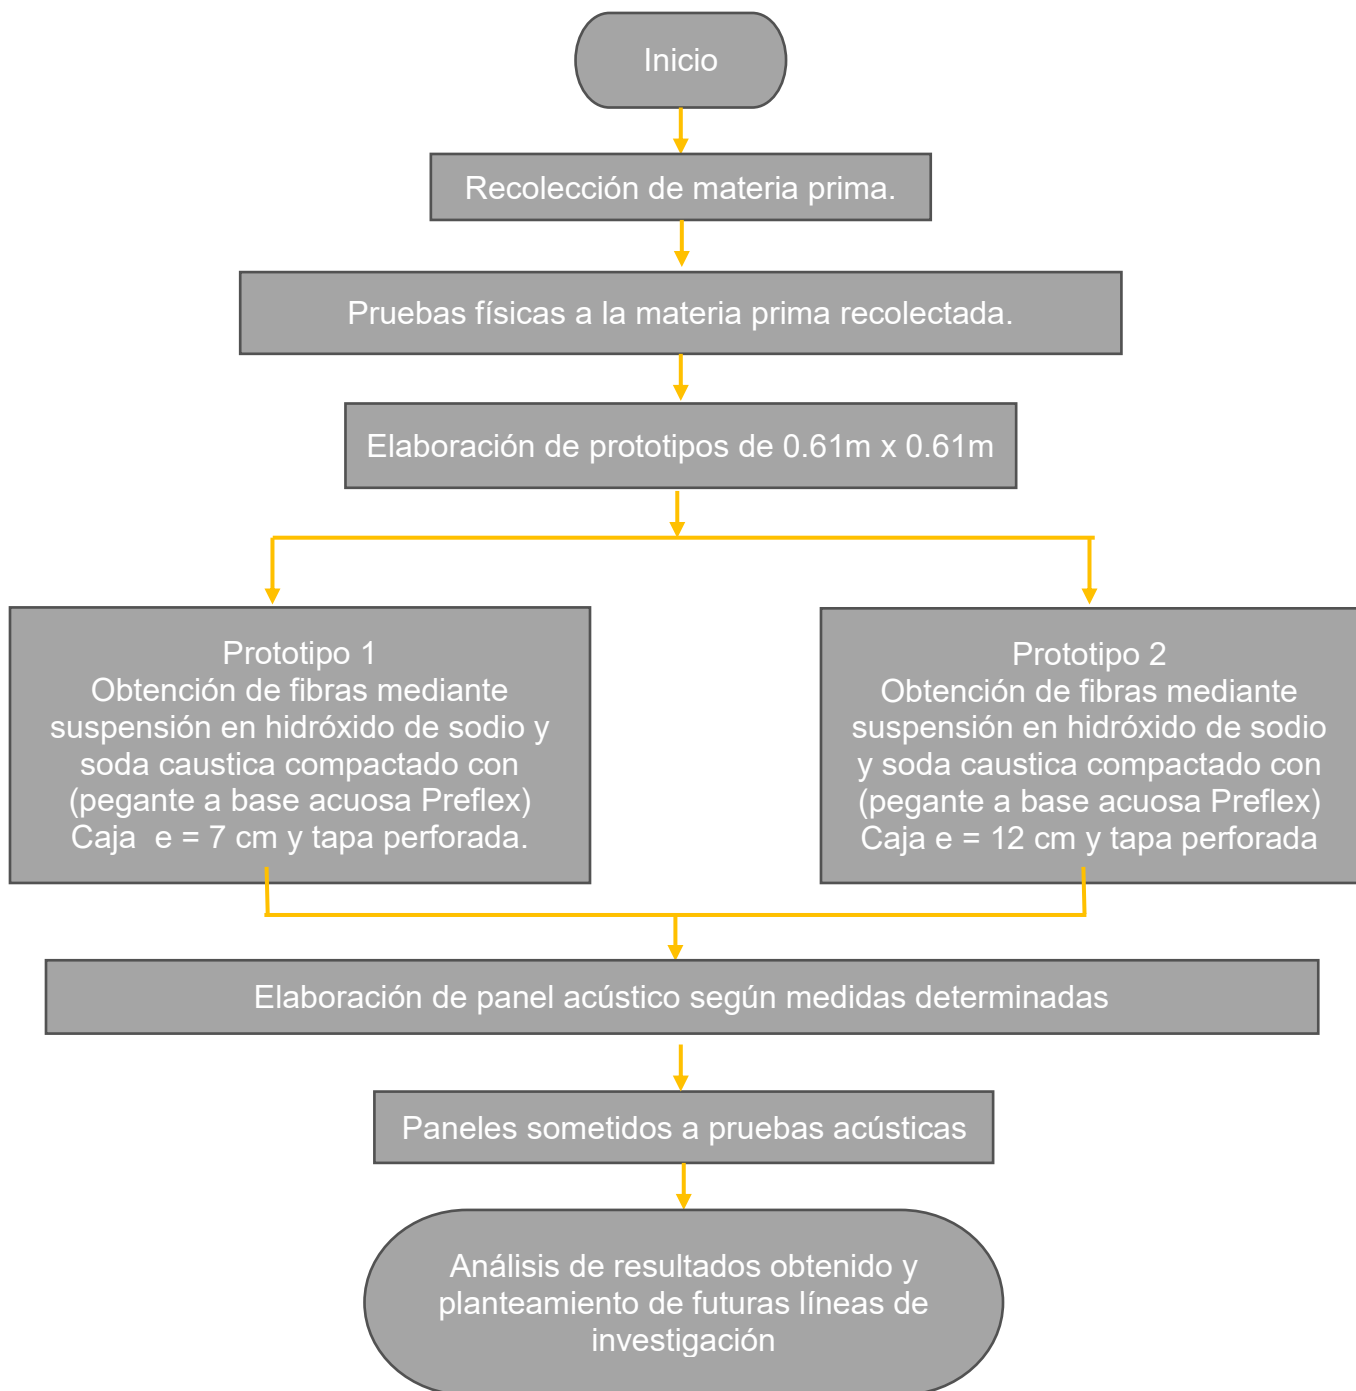 Inicio
Recolección de materia prima.
Pruebas físicas a la materia prima recolectada.
Elaboración de prototipos de 0.61m x 0.61m
Prototipo 1
Obtención de fibras mediante
suspensión en hidróxido de sodio y
soda caustica compactado con
(pegante a base acuosa Preflex)
Caja  e = 7 cm y tapa perforada.
Prototipo 2
Obtención de fibras mediante
suspensión en hidróxido de sodio
y soda caustica compactado con
(pegante a base acuosa Preflex)
Caja e = 12 cm y tapa perforada
Elaboración de panel acústico según medidas determinadas
Paneles sometidos a pruebas acústicas
Análisis de resultados obtenido y
planteamiento de futuras líneas de
investigación